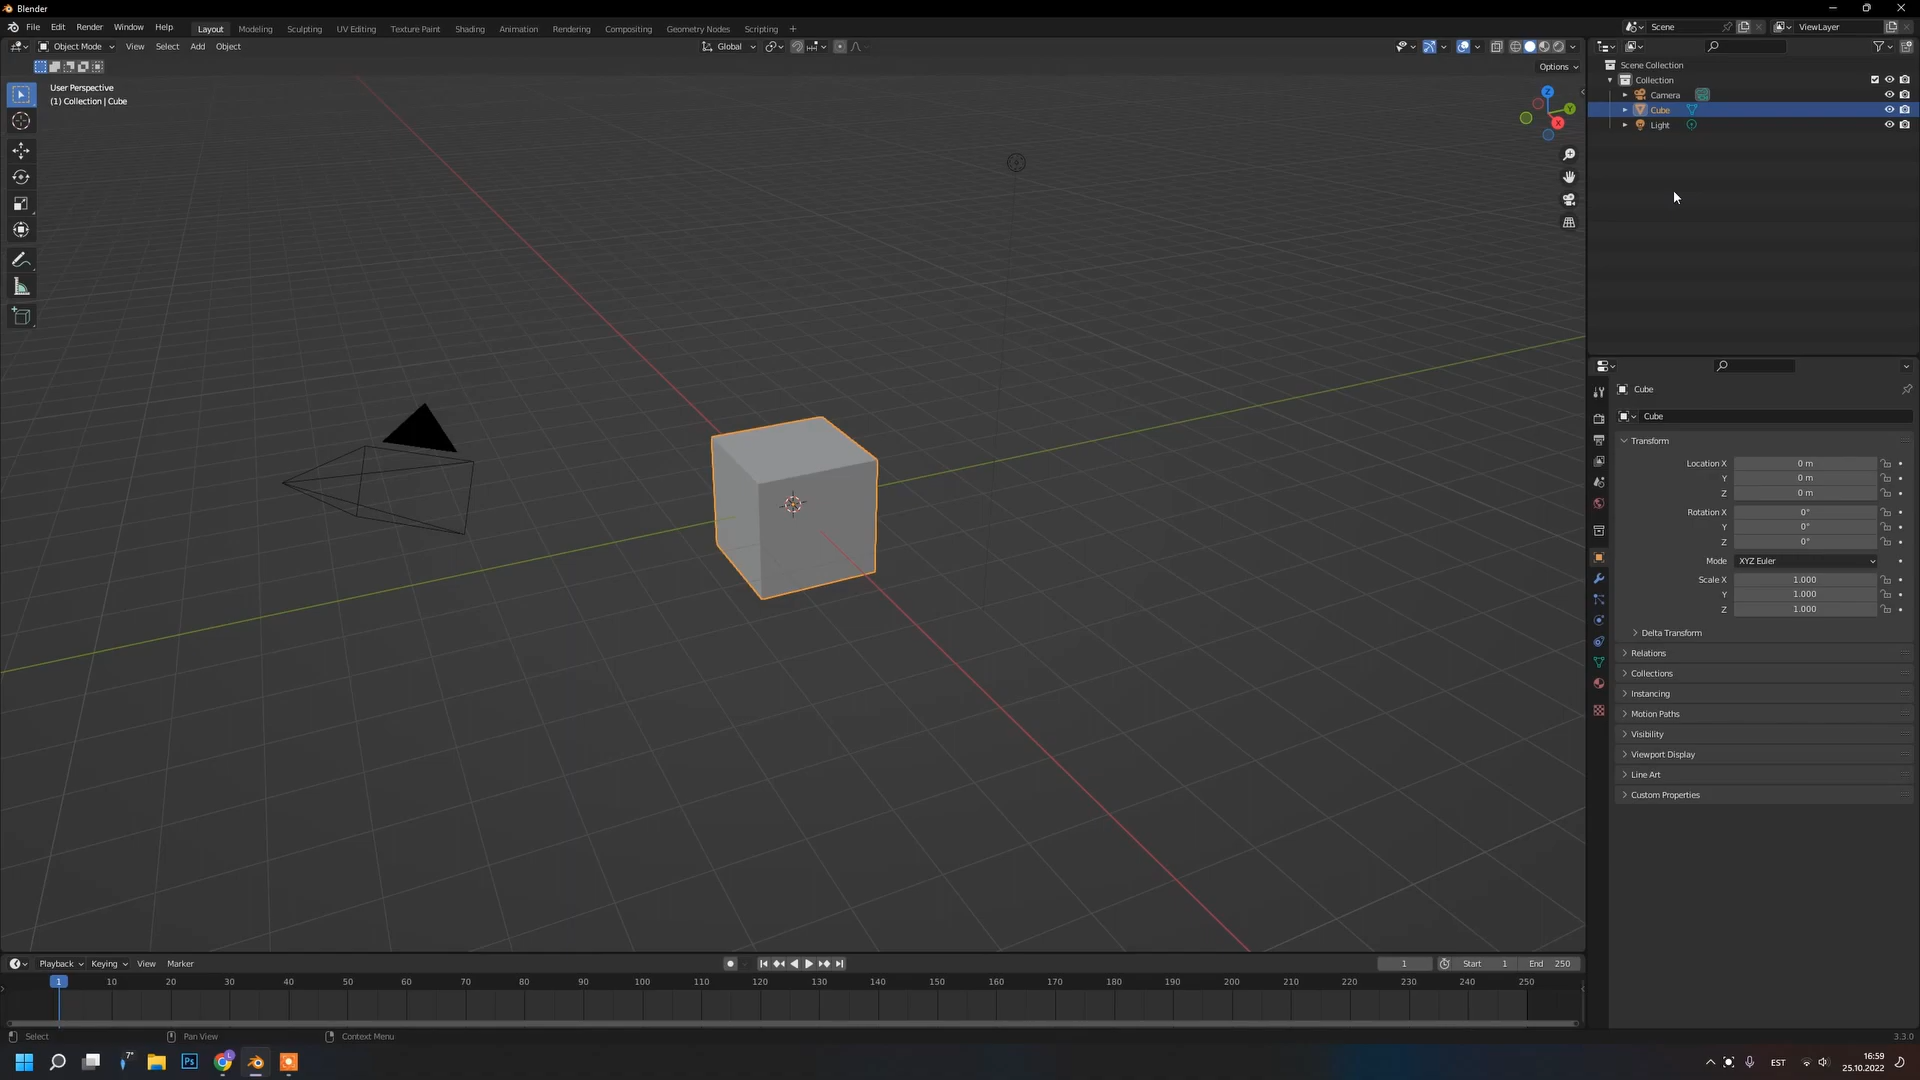 Blender
File Edit Render Window Help Layout Modeling Sculpting UV Editing Texture Paint Shading Animation Rendering Compositing Geometry Nodes Scripting + Scene ViewLayer
Object Mode View Select Add Object Global
Options
User Perspective
(1) Collection | Cube
Z
Y
X
Scene Collection
Collection
Camera
Cube
Light
Cube
Cube
Transform
Location X 0 m
Y 0 m
Z 0 m
Rotation X 0°
Y 0°
Z 0°
Mode XYZ Euler
Scale X 1.000
Y 1.000
Z 1.000
Delta Transform
Relations
Collections
Instancing
Motion Paths
Visibility
Viewport Display
Line Art
Custom Properties
Playback Keying View Marker 1 Start 1 End 250
1 10 20 30 40 50 60 70 80 90 100 110 120 130 140 150 160 170 180 190 200 210 220 230 240 250
Select Pan View Context Menu 3.3.0
7° Ps EST 16:59
25.10.2022